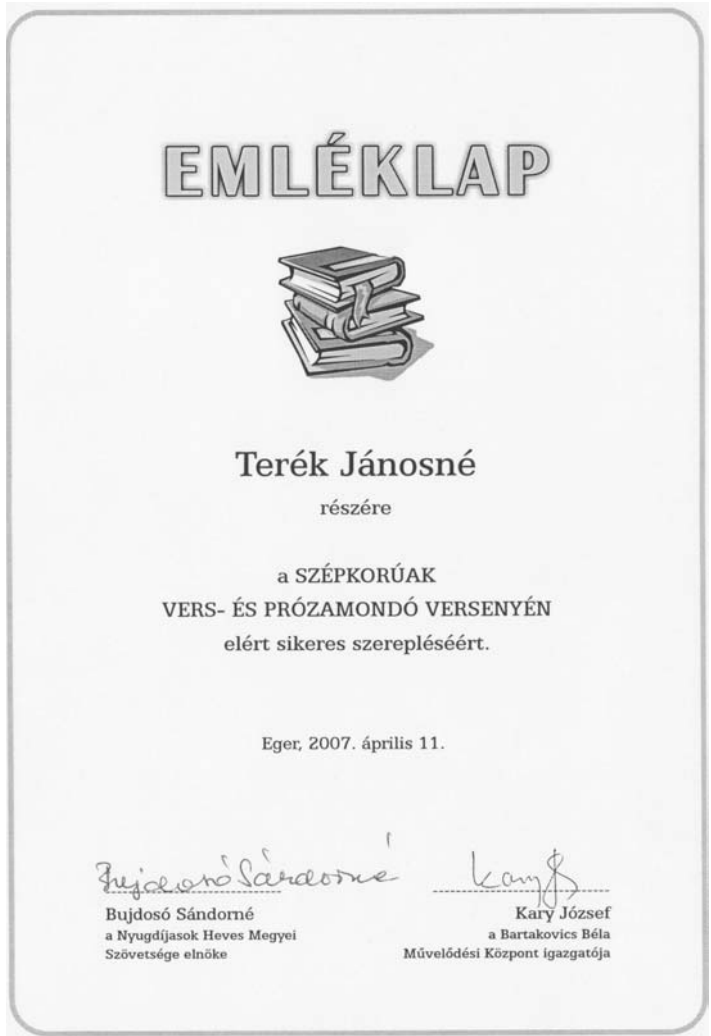 EMLÉKLAP
Terék Jánosné
részére
a SZÉPKORÚAK
VERS- ÉS PRÓZAMONDÓ VERSENYÉN
elért sikeres szerepléséért.
Eger, 2007. április 11.
Bujdosó Sándorné
Bujdosó Sándorné
a Nyugdíjasok Heves Megyei
Szövetsége elnöke
Kary J
Kary József
a Bartakovics Béla
Művelődési Központ igazgatója